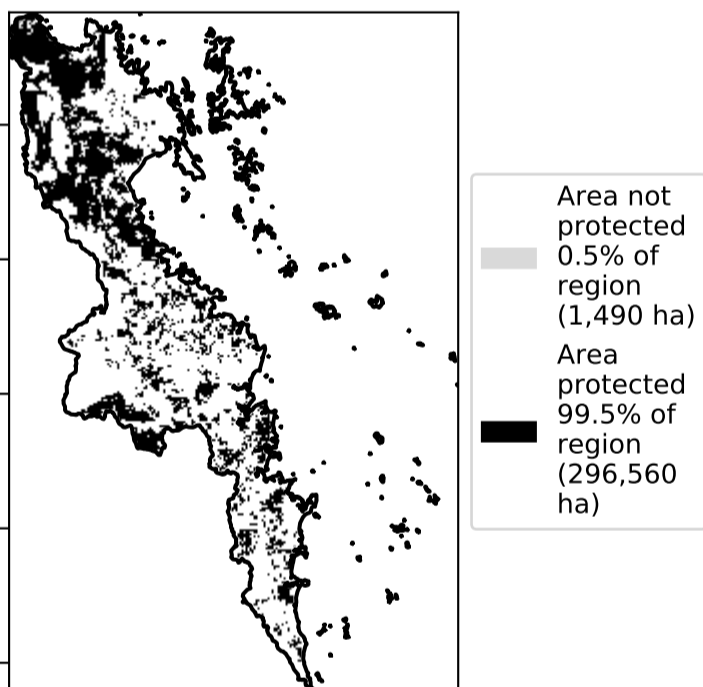 Area not
protected
0.5% of
region
(1,490 ha)
Area
protected
99.5% of
region
(296,560
ha)